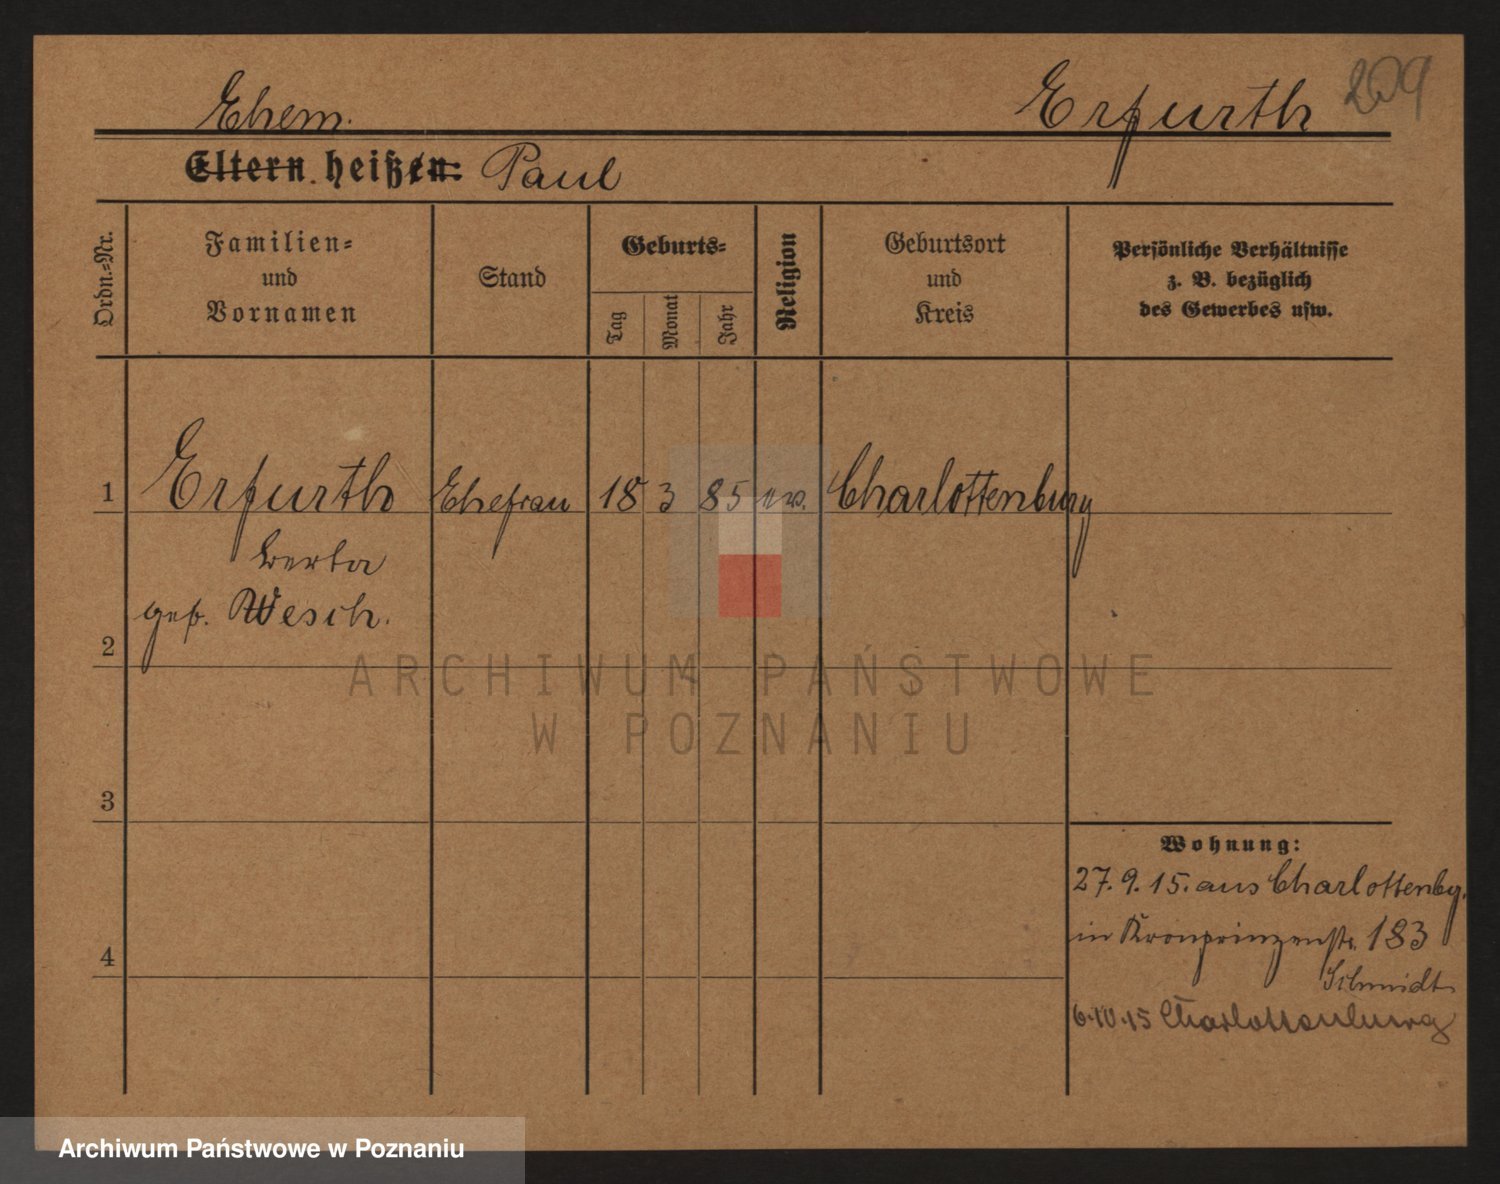 Ehem. Erfurth 209
Eltern heißen: Paul
Ordn.=Nr.
Familien=
und
Vornamen
Stand
Geburts=
Tag
Monat
Jahr
Religion
Geburtsort
und
Kreis
Persönliche Verhältnisse
z. B. bezüglich
des Gewerbes usw.
1 Erfurth Ehefrau 18 3 85 ev. Charlottenburg
Berta
geb. Wesch.
2
ARCHIWUM PAŃSTWOWE
W POZNANIU
3
Wohnung:
27.9.15. aus Charlottenbg.
in Kronprinzenstr. 183
4
Schmidt
6.10.15 Charlottenburg
Archiwum Państwowe w Poznaniu